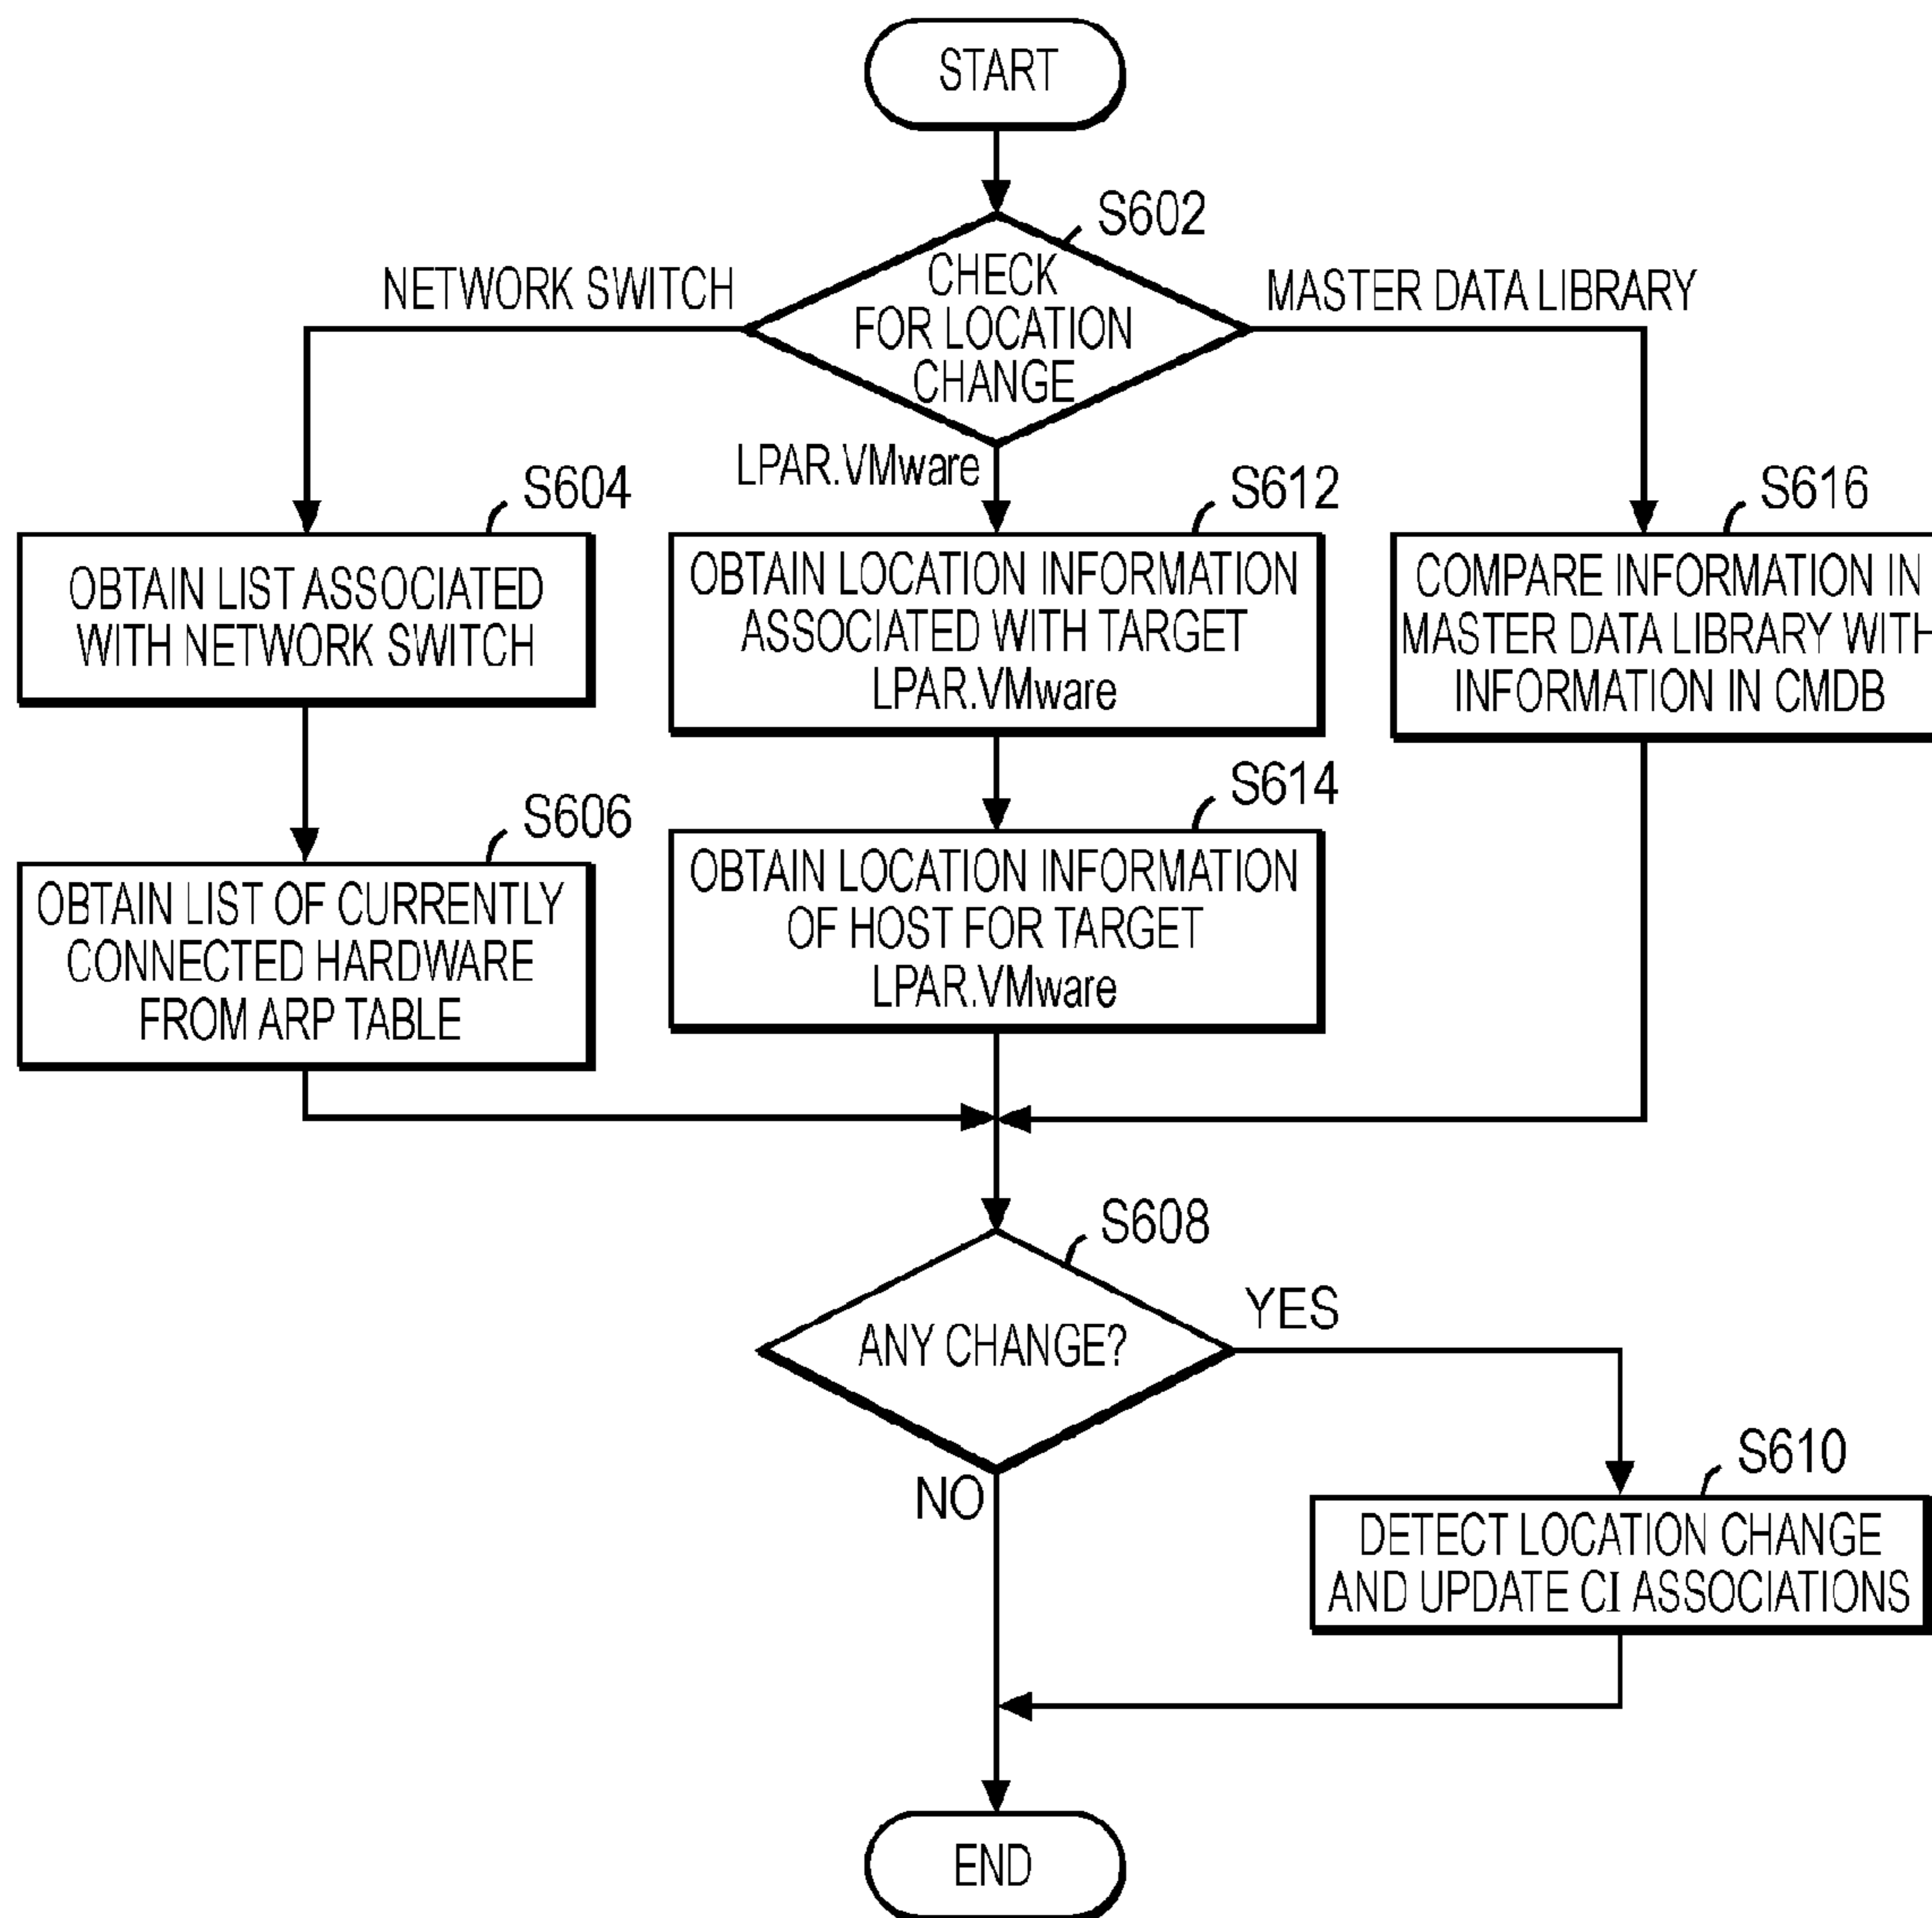 START
S602
CHECK
FOR LOCATION
CHANGE
NETWORK SWITCH
MASTER DATA LIBRARY
LPAR.VMware
S604
OBTAIN LIST ASSOCIATED
WITH NETWORK SWITCH
S612
OBTAIN LOCATION INFORMATION
ASSOCIATED WITH TARGET
LPAR.VMware
S616
COMPARE INFORMATION IN
MASTER DATA LIBRARY WITH
INFORMATION IN CMDB
S606
OBTAIN LIST OF CURRENTLY
CONNECTED HARDWARE
FROM ARP TABLE
S614
OBTAIN LOCATION INFORMATION
OF HOST FOR TARGET
LPAR.VMware
S608
ANY CHANGE?
YES
NO
S610
DETECT LOCATION CHANGE
AND UPDATE CI ASSOCIATIONS
END